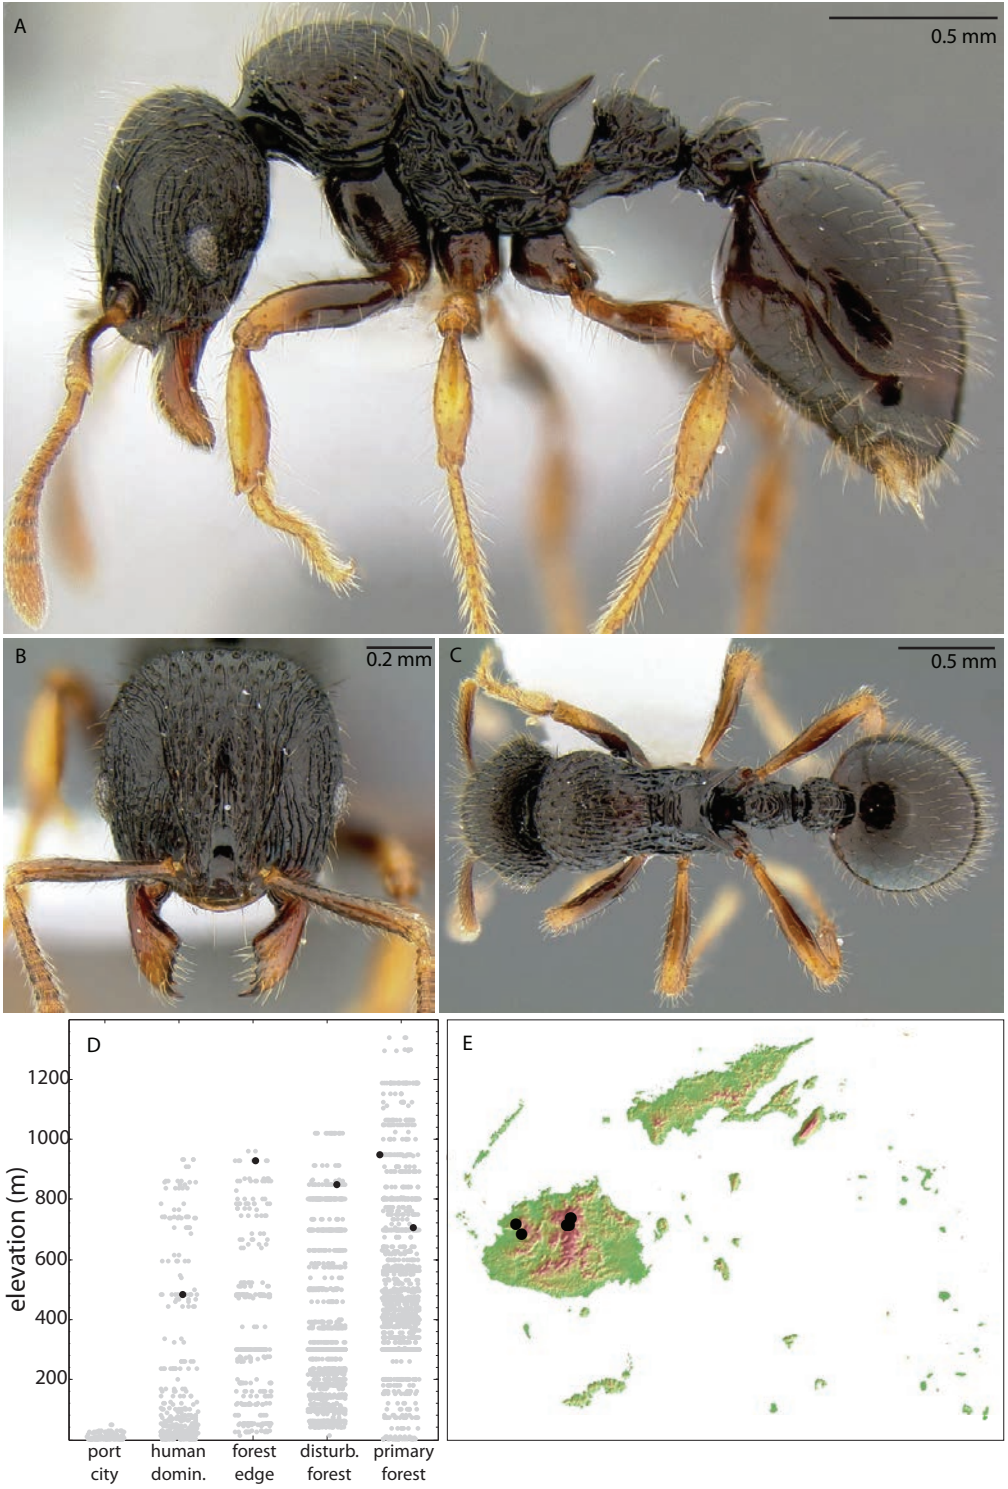 A
0.5 mm
B
0.2 mm
C
0.5 mm
D
elevation (m)
1200
1000
800
600
400
200
port city
human domin.
forest edge
disturb. forest
primary forest
E